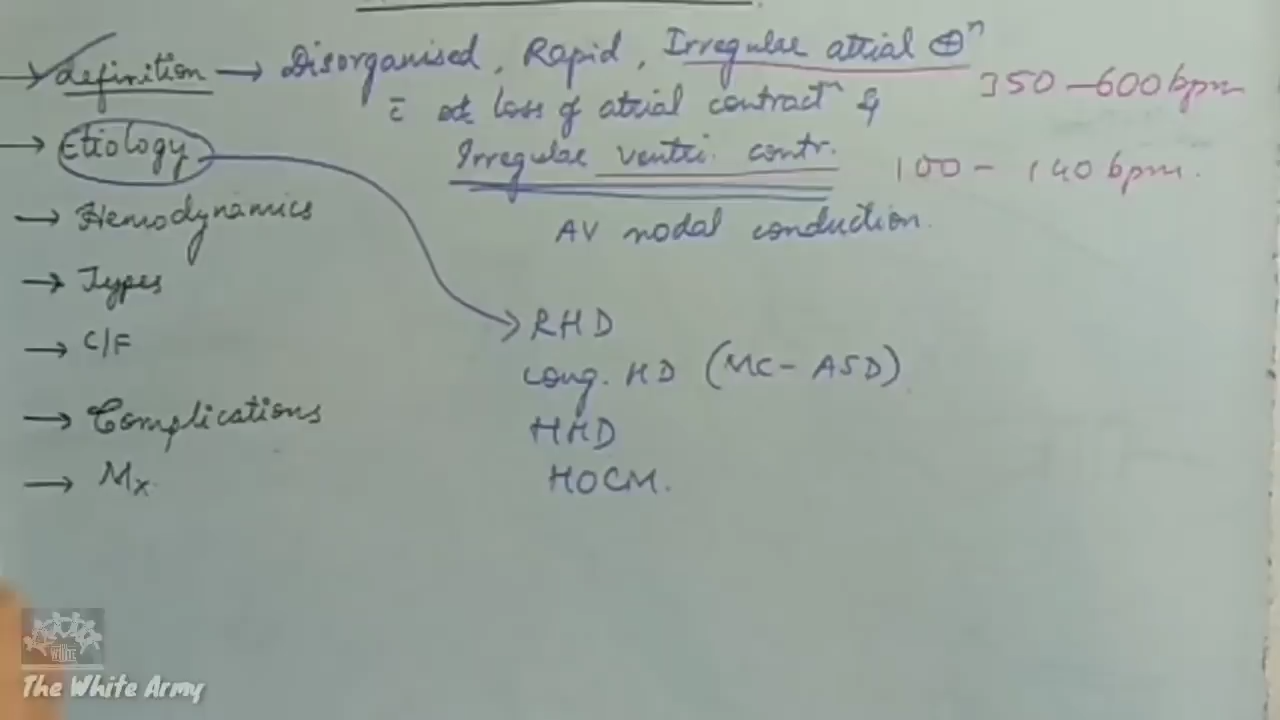 → definition → Disorganised, Rapid, Irregular atrial ⊕ⁿ
350 – 600 bpm
c̄ loss of atrial contractⁿ &
→ Etiology
Irregular ventri. contr.
100 – 140 bpm.
→ Hemodynamics
AV nodal conduction.
→ Types
→ RHD
→ C/F
Cong. HD (MC - ASD)
→ Complications
HHD
→ Mx.
HOCM.
WHITE
The White Army